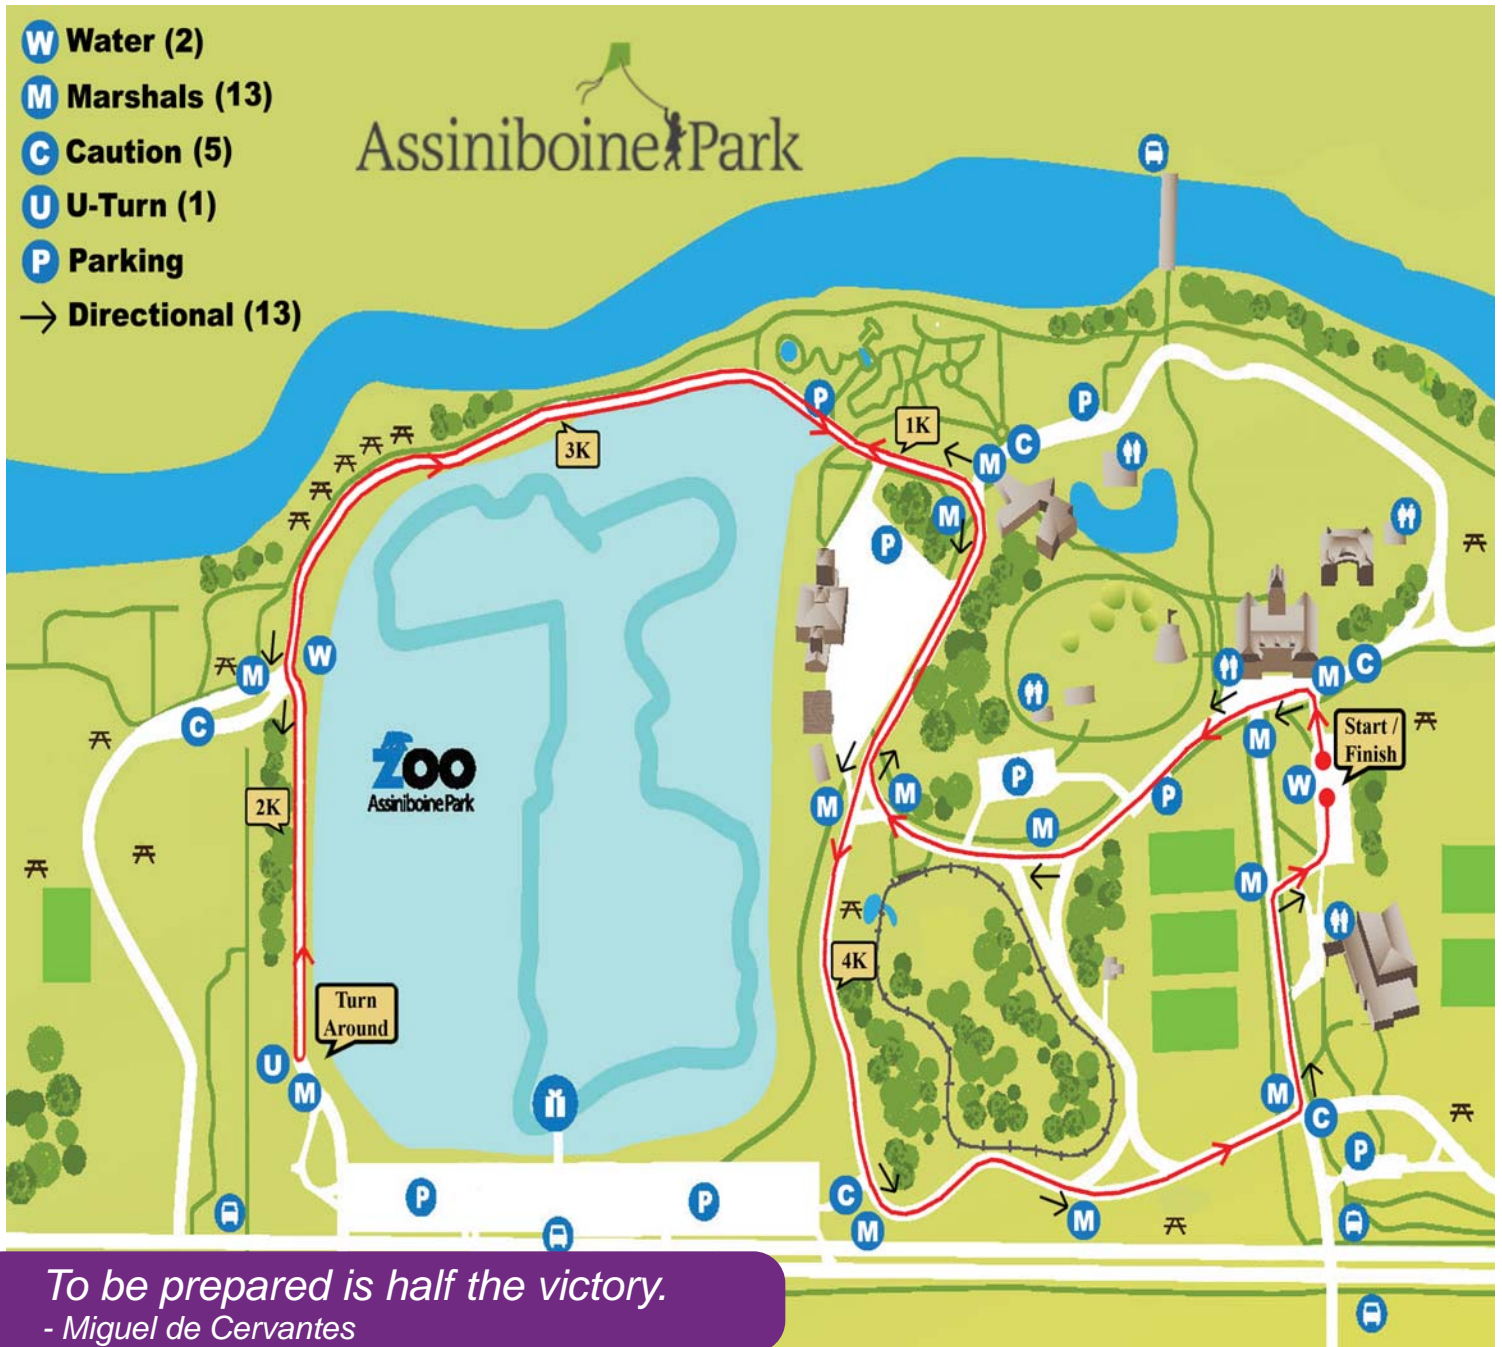 W Water (2)
M Marshals (13)
C Caution (5)
U U-Turn (1)
P Parking
→ Directional (13)
Assiniboine Park
P
P
1K
C
M
3K
M
P
W
M
C
M
C
M
Start /
Finish
ZOO
Assiniboine Park
P
P
W
M
M
M
2K
M
4K
Turn
Around
U
M
M
C
P
P
P
C
M
M
To be prepared is half the victory.
- Miguel de Cervantes